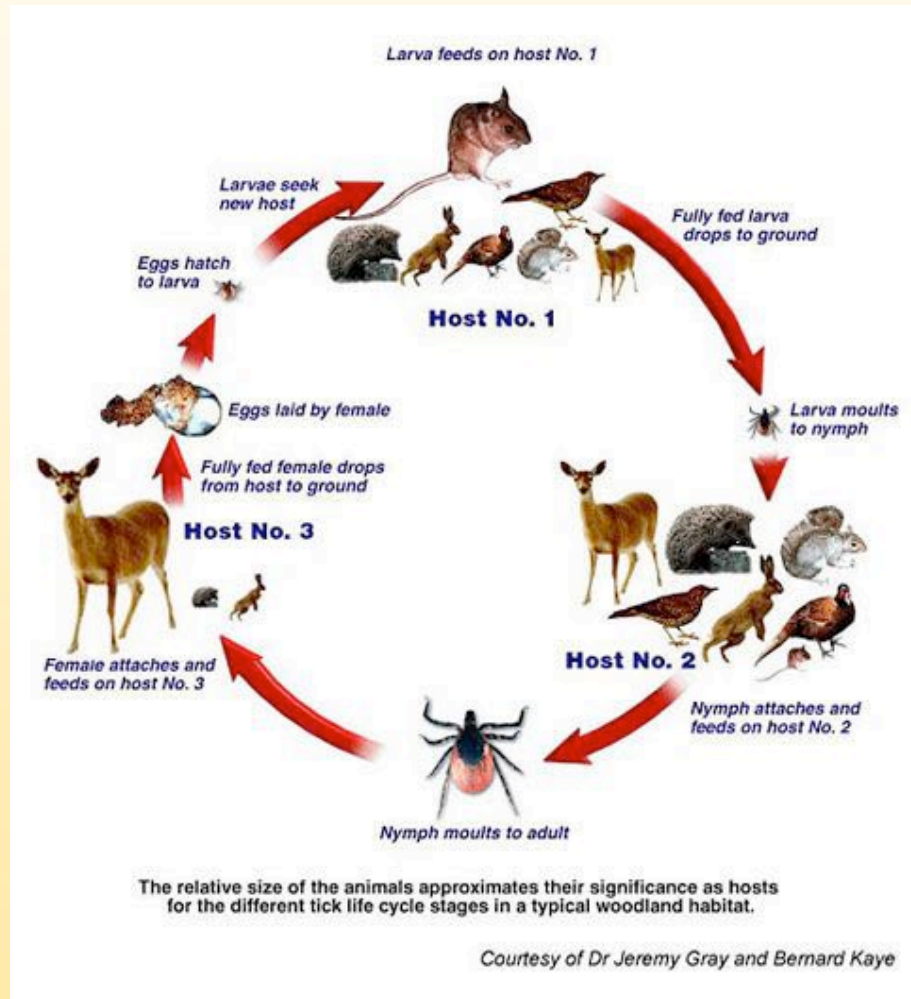 Larva feeds on host No. 1
Larvae seek
new host
Fully fed larva
drops to ground
Eggs hatch
to larva
Host No. 1
Eggs laid by female
Larva moults
to nymph
Fully fed female drops
from host to ground
Host No. 3
Female attaches and
feeds on host No. 3
Host No. 2
Nymph attaches and
feeds on host No. 2
Nymph moults to adult
The relative size of the animals approximates their significance as hosts
for the different tick life cycle stages in a typical woodland habitat.
Courtesy of Dr Jeremy Gray and Bernard Kaye